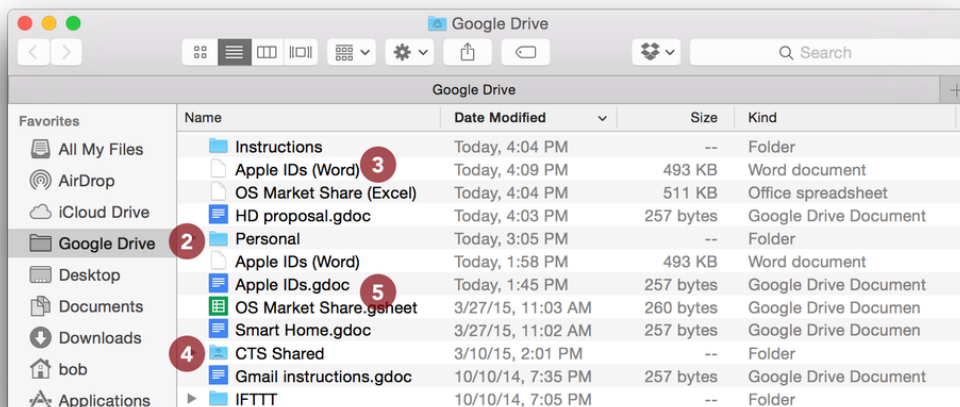 Google Drive
Search
Google Drive
Favorites
All My Files
AirDrop
iCloud Drive
Google Drive
Desktop
Documents
Downloads
bob
Applications
Name Date Modified Size Kind
Instructions Today, 4:04 PM -- Folder
Apple IDs (Word) 3 Today, 4:09 PM 493 KB Word document
OS Market Share (Excel) Today, 4:04 PM 511 KB Office spreadsheet
HD proposal.gdoc Today, 4:03 PM 257 bytes Google Drive Document
2 Personal Today, 3:05 PM -- Folder
Apple IDs (Word) Today, 1:58 PM 493 KB Word document
Apple IDs.gdoc 5 Today, 1:45 PM 257 bytes Google Drive Document
OS Market Share.gsheet 3/27/15, 11:03 AM 260 bytes Google Drive Documen
Smart Home.gdoc 3/27/15, 11:02 AM 257 bytes Google Drive Documen
4 CTS Shared 3/10/15, 2:01 PM -- Folder
Gmail instructions.gdoc 10/10/14, 7:35 PM 257 bytes Google Drive Document
IFTTT 10/10/14, 7:05 PM -- Folder